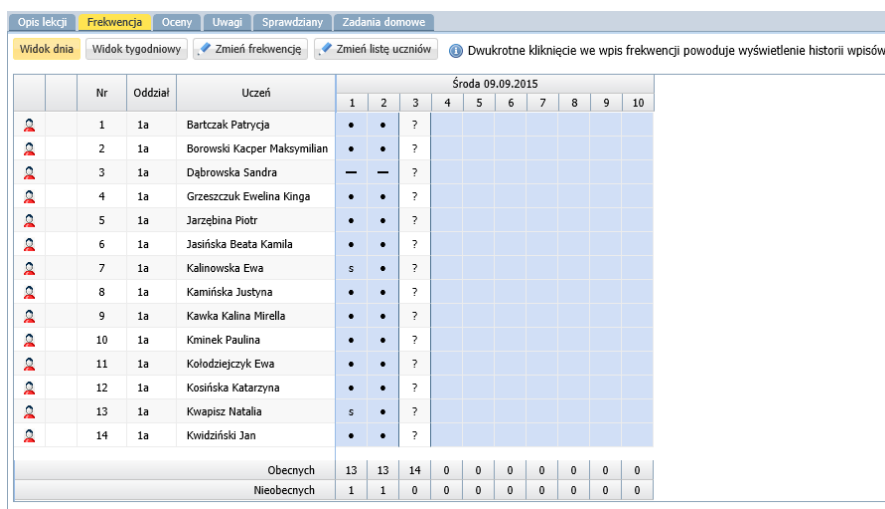 Opis lekcji Frekwencja Oceny Uwagi Sprawdziany Zadania domowe
Widok dnia Widok tygodniowy Zmień frekwencję Zmień listę uczniów Dwukrotne kliknięcie we wpis frekwencji powoduje wyświetlenie historii wpisów
Nr Oddział Uczeń Środa 09.09.2015
1 2 3 4 5 6 7 8 9 10
1 1a Bartczak Patrycja • • ?
2 1a Borowski Kacper Maksymilian • • ?
3 1a Dąbrowska Sandra — — ?
4 1a Grzeszczuk Ewelina Kinga • • ?
5 1a Jarzębina Piotr • • ?
6 1a Jasińska Beata Kamila • • ?
7 1a Kalinowska Ewa s • ?
8 1a Kamińska Justyna • • ?
9 1a Kawka Kalina Mirella • • ?
10 1a Kminek Paulina • • ?
11 1a Kołodziejczyk Ewa • • ?
12 1a Kosińska Katarzyna • • ?
13 1a Kwapisz Natalia s • ?
14 1a Kwidziński Jan • • ?
Obecnych 13 13 14 0 0 0 0 0 0 0
Nieobecnych 1 1 0 0 0 0 0 0 0 0